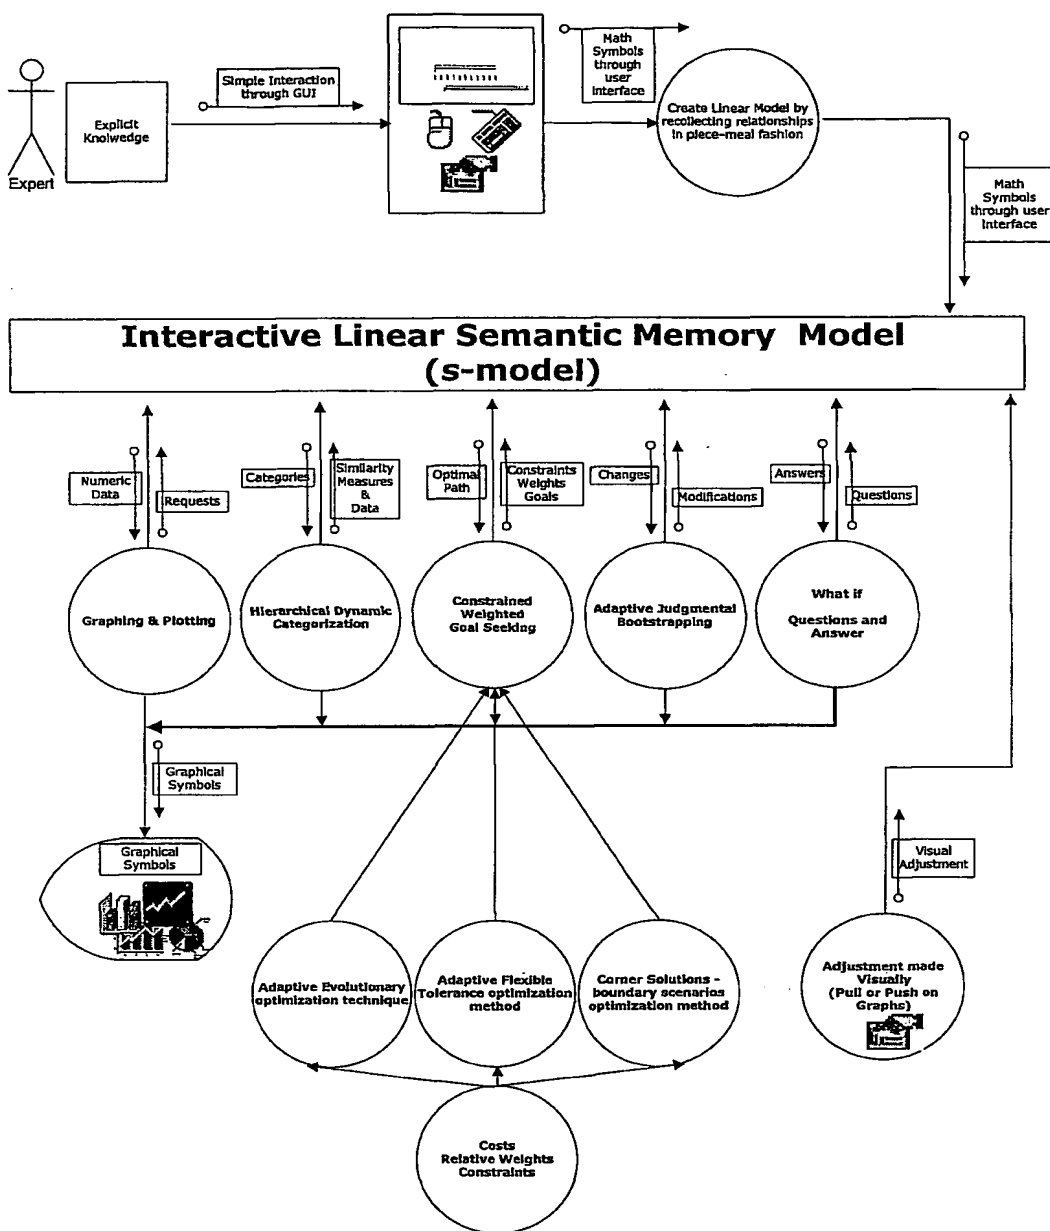 Expert
Explicit
Knolwedge
Simple Interaction
through GUI
Math
Symbols
through
user
Interface
Create Linear Model by
recollecting relationships
in piece-meal fashion
Math
Symbols
through user
Interface
Interactive Linear Semantic Memory Model
(s-model)
Numeric
Data
Requests
Categories
Similarity
Measures
&
Data
Optimal
Path
Constraints
Weights
Goals
Changes
Modifications
Answers
Questions
Graphing & Plotting
Hierarchical Dynamic
Categorization
Constrained
Weighted
Goal Seeking
Adaptive Judgmental
Bootstrapping
What if
Questions and
Answer
Graphical
Symbols
Graphical
Symbols
Visual
Adjustment
Adaptive Evolutionary
optimization technique
Adaptive Flexible
Tolerance optimization
method
Corner Solutions -
boundary scenarios
optimization method
Adjustment made
Visually
(Pull or Push on
Graphs)
Costs
Relative Weights
Constraints